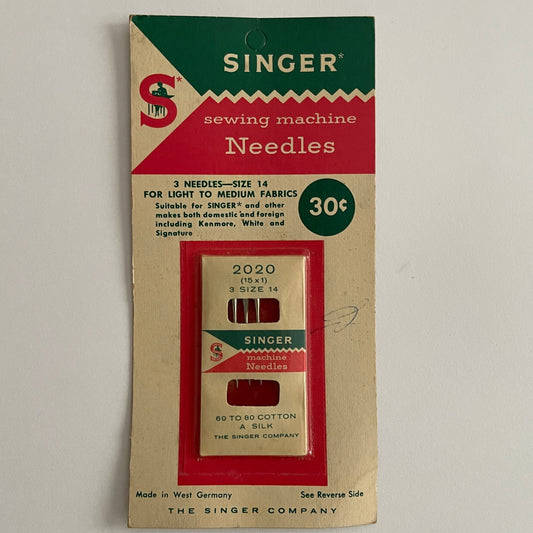 SINGER*
S*
sewing machine
Needles
3 NEEDLES—SIZE 14
FOR LIGHT TO MEDIUM FABRICS
Suitable for SINGER* and other
makes both domestic and foreign
including Kenmore, White and
Signature
30¢
2020
(15x1)
3 SIZE 14
SINGER
S
machine
Needles
60 TO 80 COTTON
A SILK
THE SINGER COMPANY
Made in West Germany
See Reverse Side
THE SINGER COMPANY